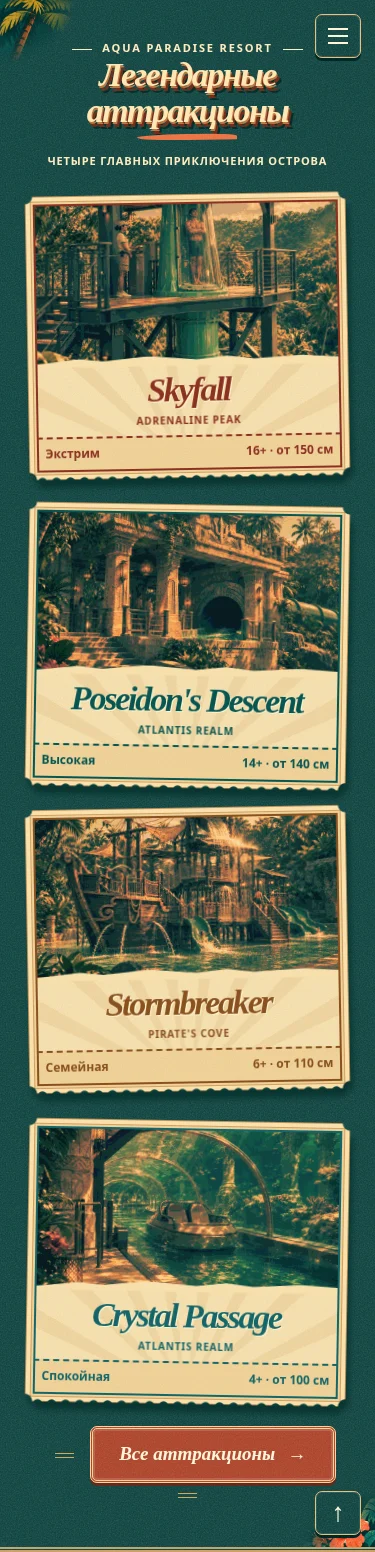 AQUA PARADISE RESORT
Легендарные
аттракционы
ЧЕТЫРЕ ГЛАВНЫХ ПРИКЛЮЧЕНИЯ ОСТРОВА
Skyfall
ADRENALINE PEAK
Экстрим 16+ · от 150 см
Poseidon's Descent
ATLANTIS REALM
Высокая 14+ · от 140 см
Stormbreaker
PIRATE'S COVE
Семейная 6+ · от 110 см
Crystal Passage
ATLANTIS REALM
Спокойная 4+ · от 100 см
Все аттракционы →
↑